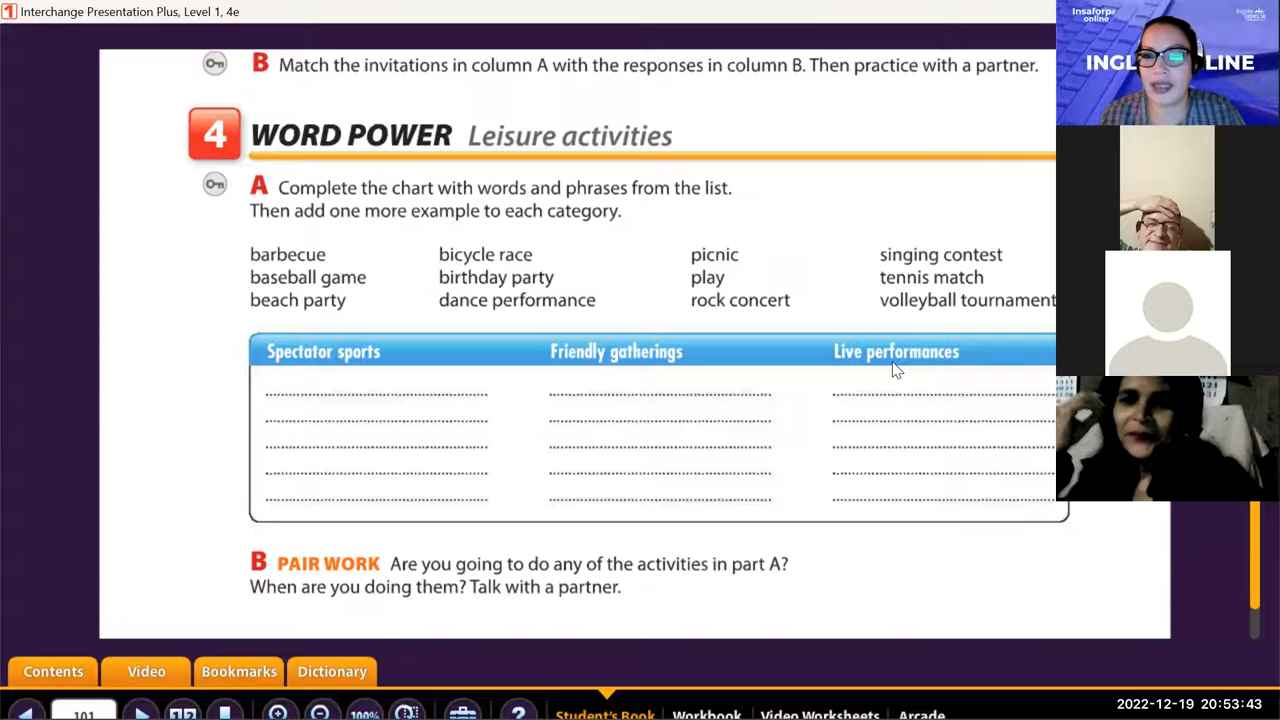 Interchange Presentation Plus, Level 1, 4e
Insaforp
online
INGL LINE
B Match the invitations in column A with the responses in column B. Then practice with a partner.
4 WORD POWER Leisure activities
A Complete the chart with words and phrases from the list.
Then add one more example to each category.
barbecue bicycle race picnic singing contest
baseball game birthday party play tennis match
beach party dance performance rock concert volleyball tournament
Spectator sports Friendly gatherings Live performances
B PAIR WORK Are you going to do any of the activities in part A?
When are you doing them? Talk with a partner.
Contents Video Bookmarks Dictionary
101 100% ?
Student's Book Workbook Video Worksheets Arcade
2022-12-19 20:53:43